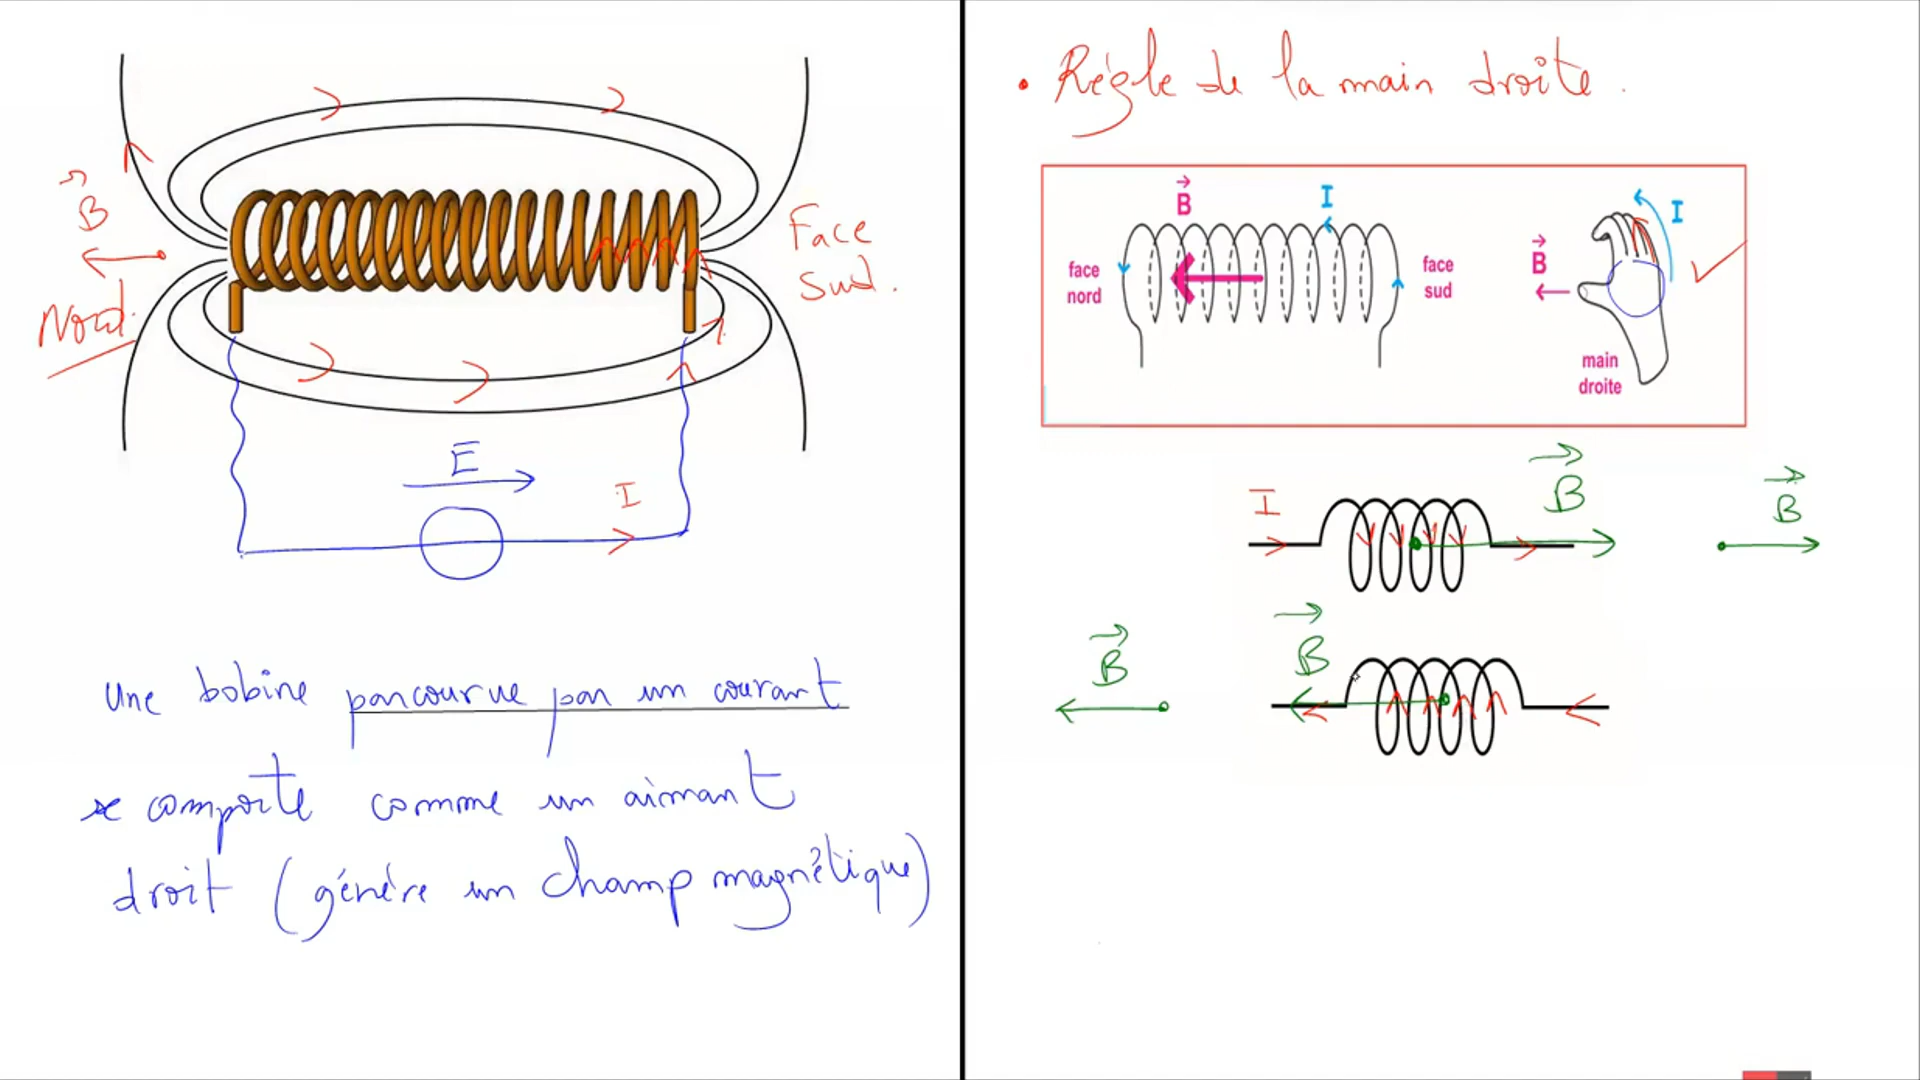 B
Nord.
Face
sud.
E
I
Une bobine parcourue par un courant
se comporte comme un aimant
droit (génère un champ magnétique)
• Régle de la main droite.
B
I
face
nord
face
sud
B
I
main
droite
I
B
B
B
B